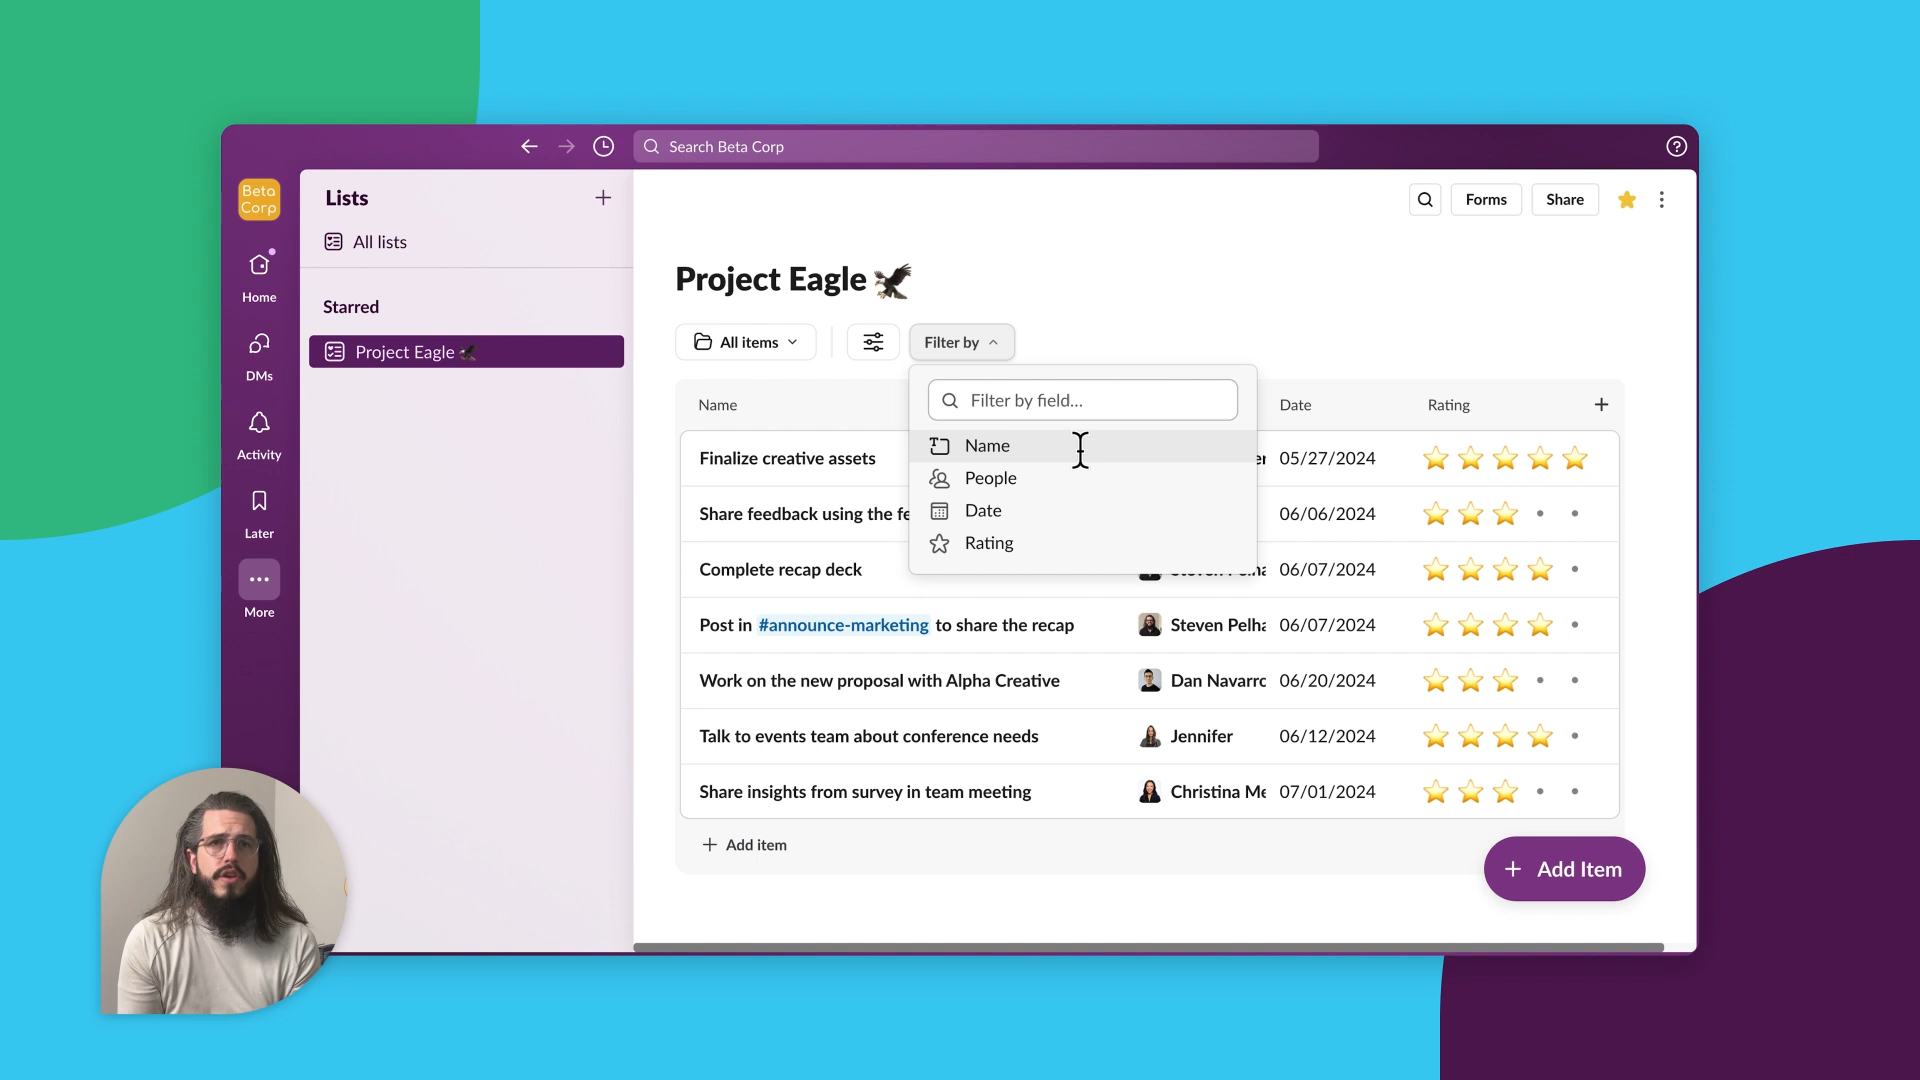 Search Beta Corp
Beta
Corp
Home
DMs
Activity
Later
More
Lists
All lists
Starred
Project Eagle
Forms
Share
Project Eagle
All items
Filter by
Filter by field...
Name
People
Date
Rating
Name Date Rating
Finalize creative assets 05/27/2024
Share feedback using the 06/06/2024
Complete recap deck 06/07/2024
Post in #announce-marketing to share the recap Steven Pelha 06/07/2024
Work on the new proposal with Alpha Creative Dan Navarro 06/20/2024
Talk to events team about conference needs Jennifer 06/12/2024
Share insights from survey in team meeting Christina Me 07/01/2024
Add item
+ Add Item